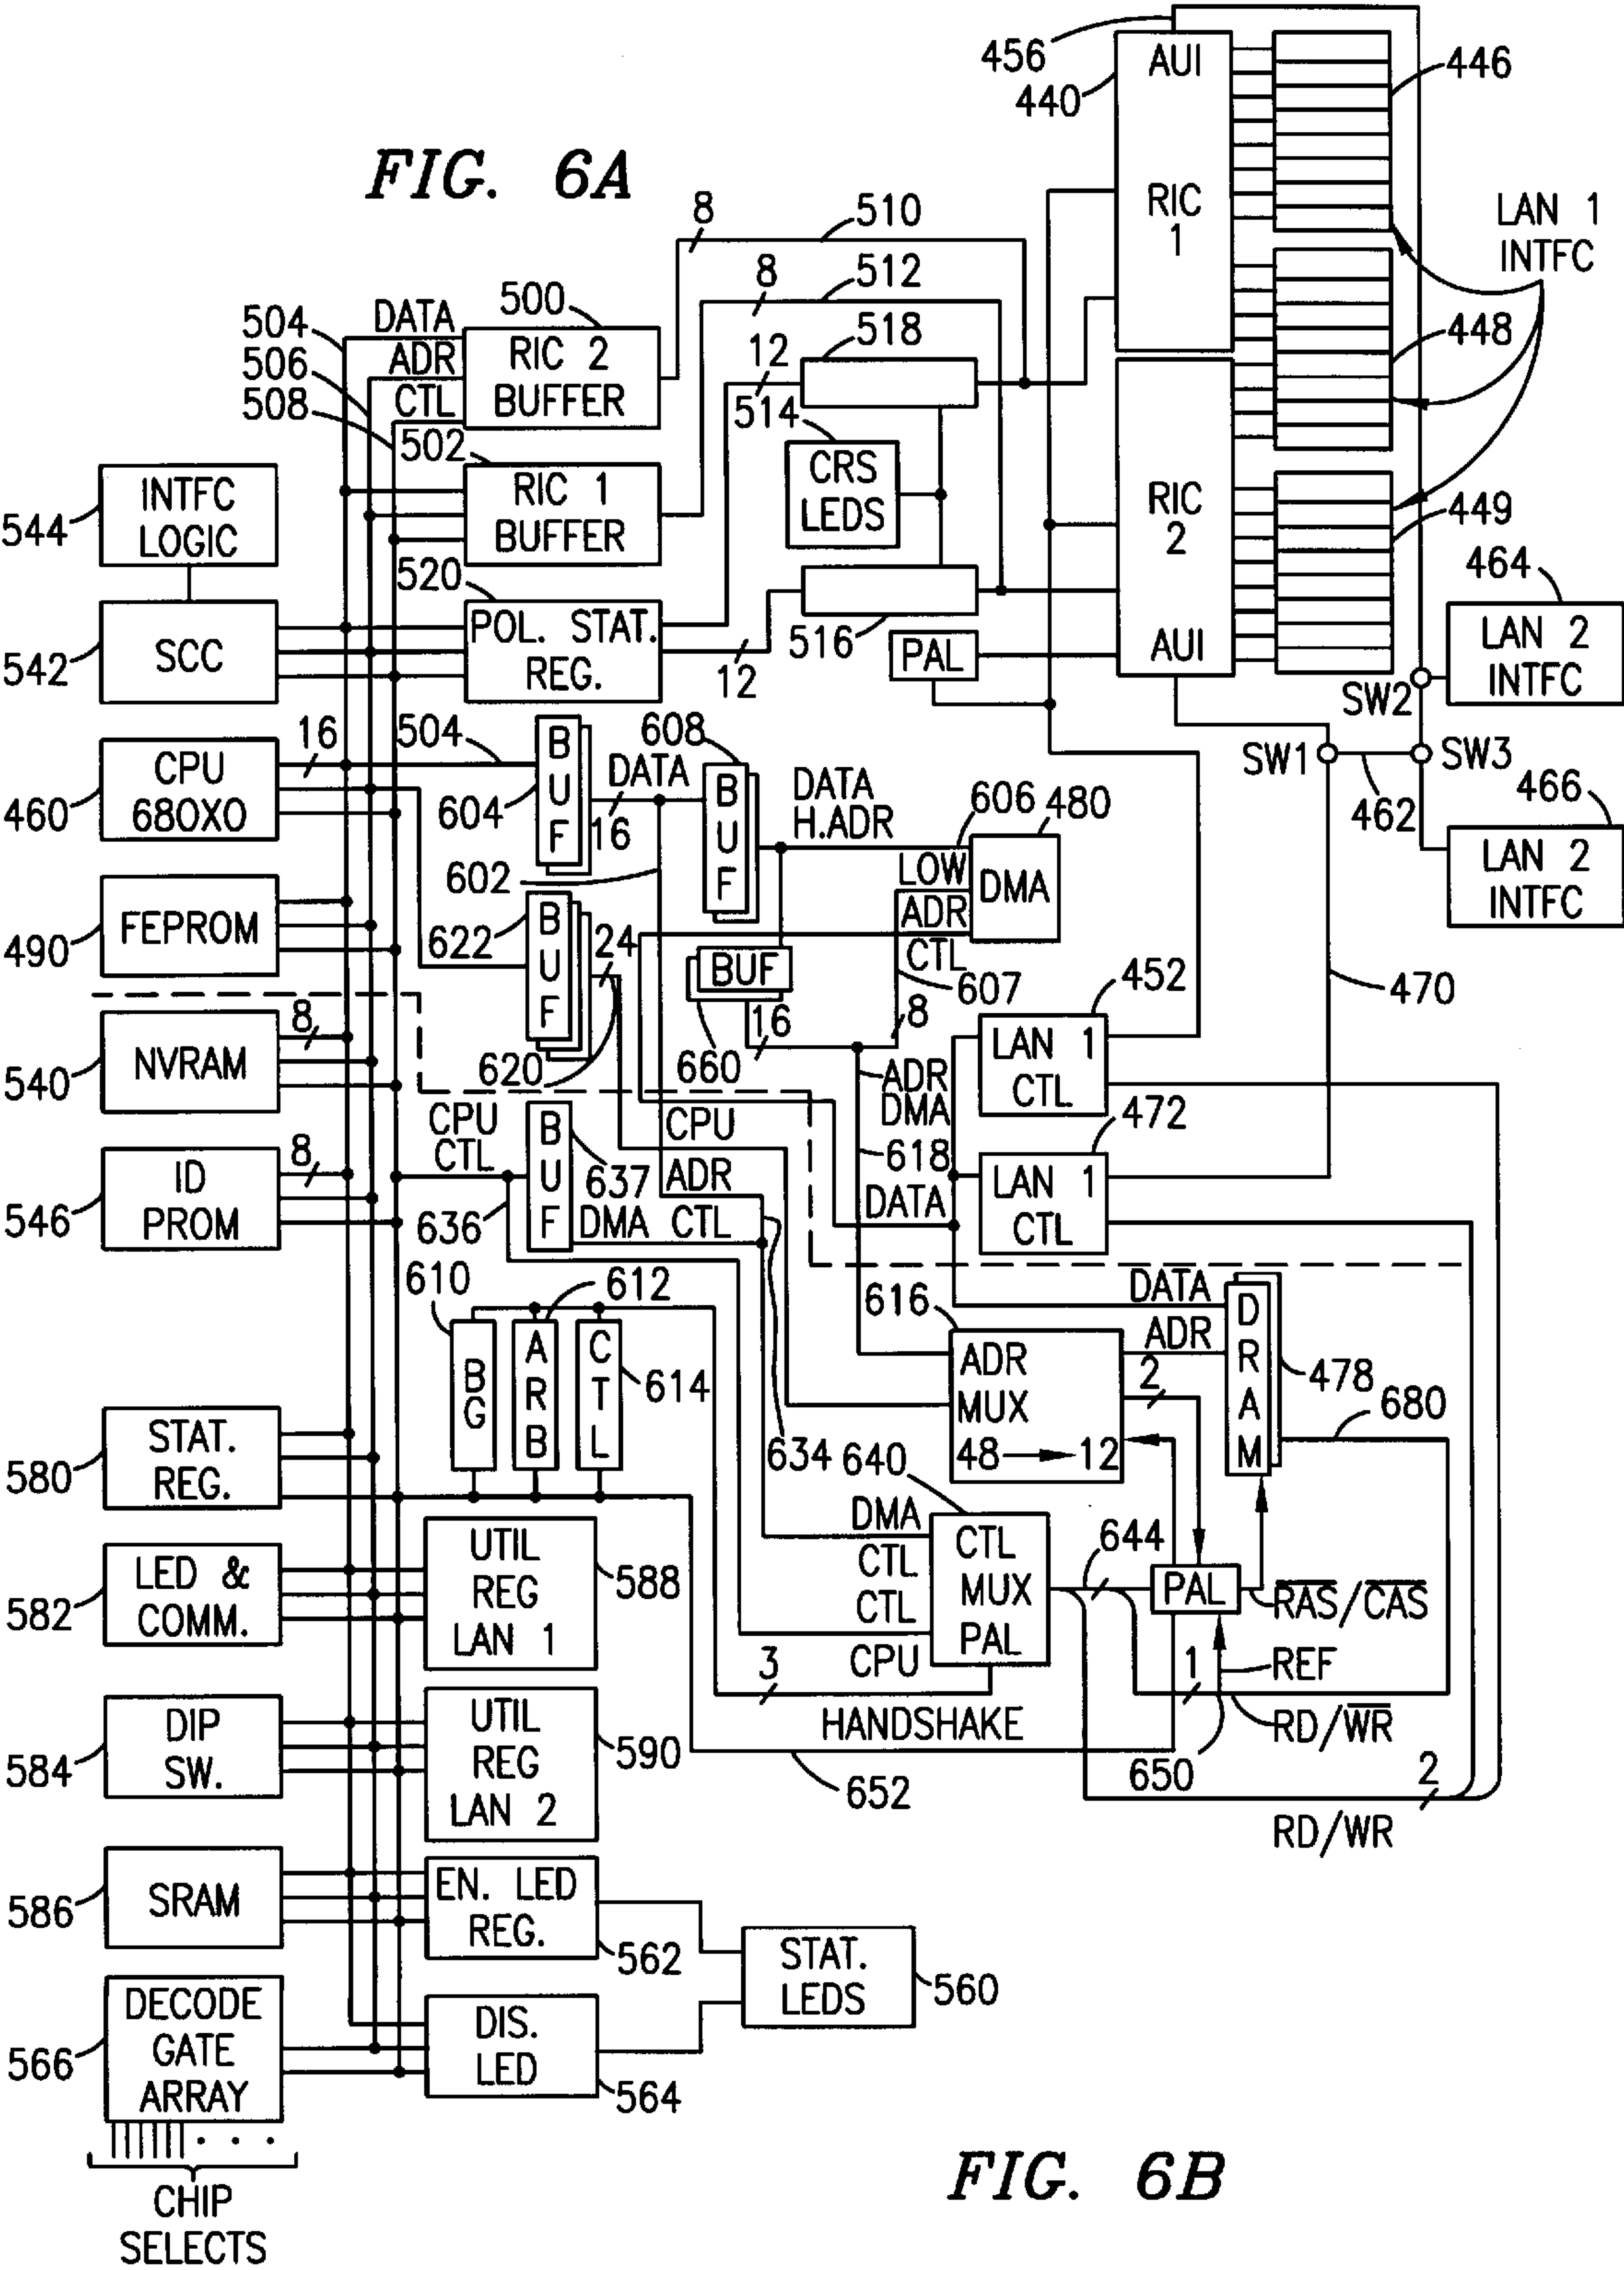 FIG. 6A
456
440
AUI
RIC
1
446
LAN 1
INTFC
448
RIC
2
AUI
449
464
LAN 2
INTFC
SW2
SW1
SW3
462
466
LAN 2
INTFC
470
8
510
8
512
504
506
508
DATA
ADR
CTL
500
RIC 2
BUFFER
502
RIC 1
BUFFER
12
518
514
CRS
LEDS
516
PAL
12
544
INTFC
LOGIC
520
POL. STAT.
REG.
542
SCC
460
CPU
680X0
16
504
BUF
604
DATA
16
608
BUF
DATA
H.ADR
606
480
LOW
ADR
CTL
DMA
602
490
FEPROM
622
BUF
24
620
BUF
660
16
607
8
452
LAN 1
CTL
472
LAN 1
CTL
540
NVRAM
8
546
ID
PROM
8
CPU
CTL
BUF
637
636
CPU
ADR
DMA CTL
ADR
DMA
618
DATA
610
BG
612
ARB
CTL
614
634
616
ADR
MUX
48
12
DATA
ADR
2
DRAM
478
680
580
STAT.
REG.
640
DMA
CTL
CTL
CPU
CTL
MUX
PAL
644
PAL
RAS/CAS
REF
1
RD/WR
650
3
HANDSHAKE
652
2
RD/WR
582
LED &
COMM.
UTIL
REG
LAN 1
588
584
DIP
SW.
UTIL
REG
LAN 2
590
586
SRAM
EN. LED
REG.
562
STAT.
LEDS
560
566
DECODE
GATE
ARRAY
DIS.
LED
564
CHIP
SELECTS
FIG. 6B